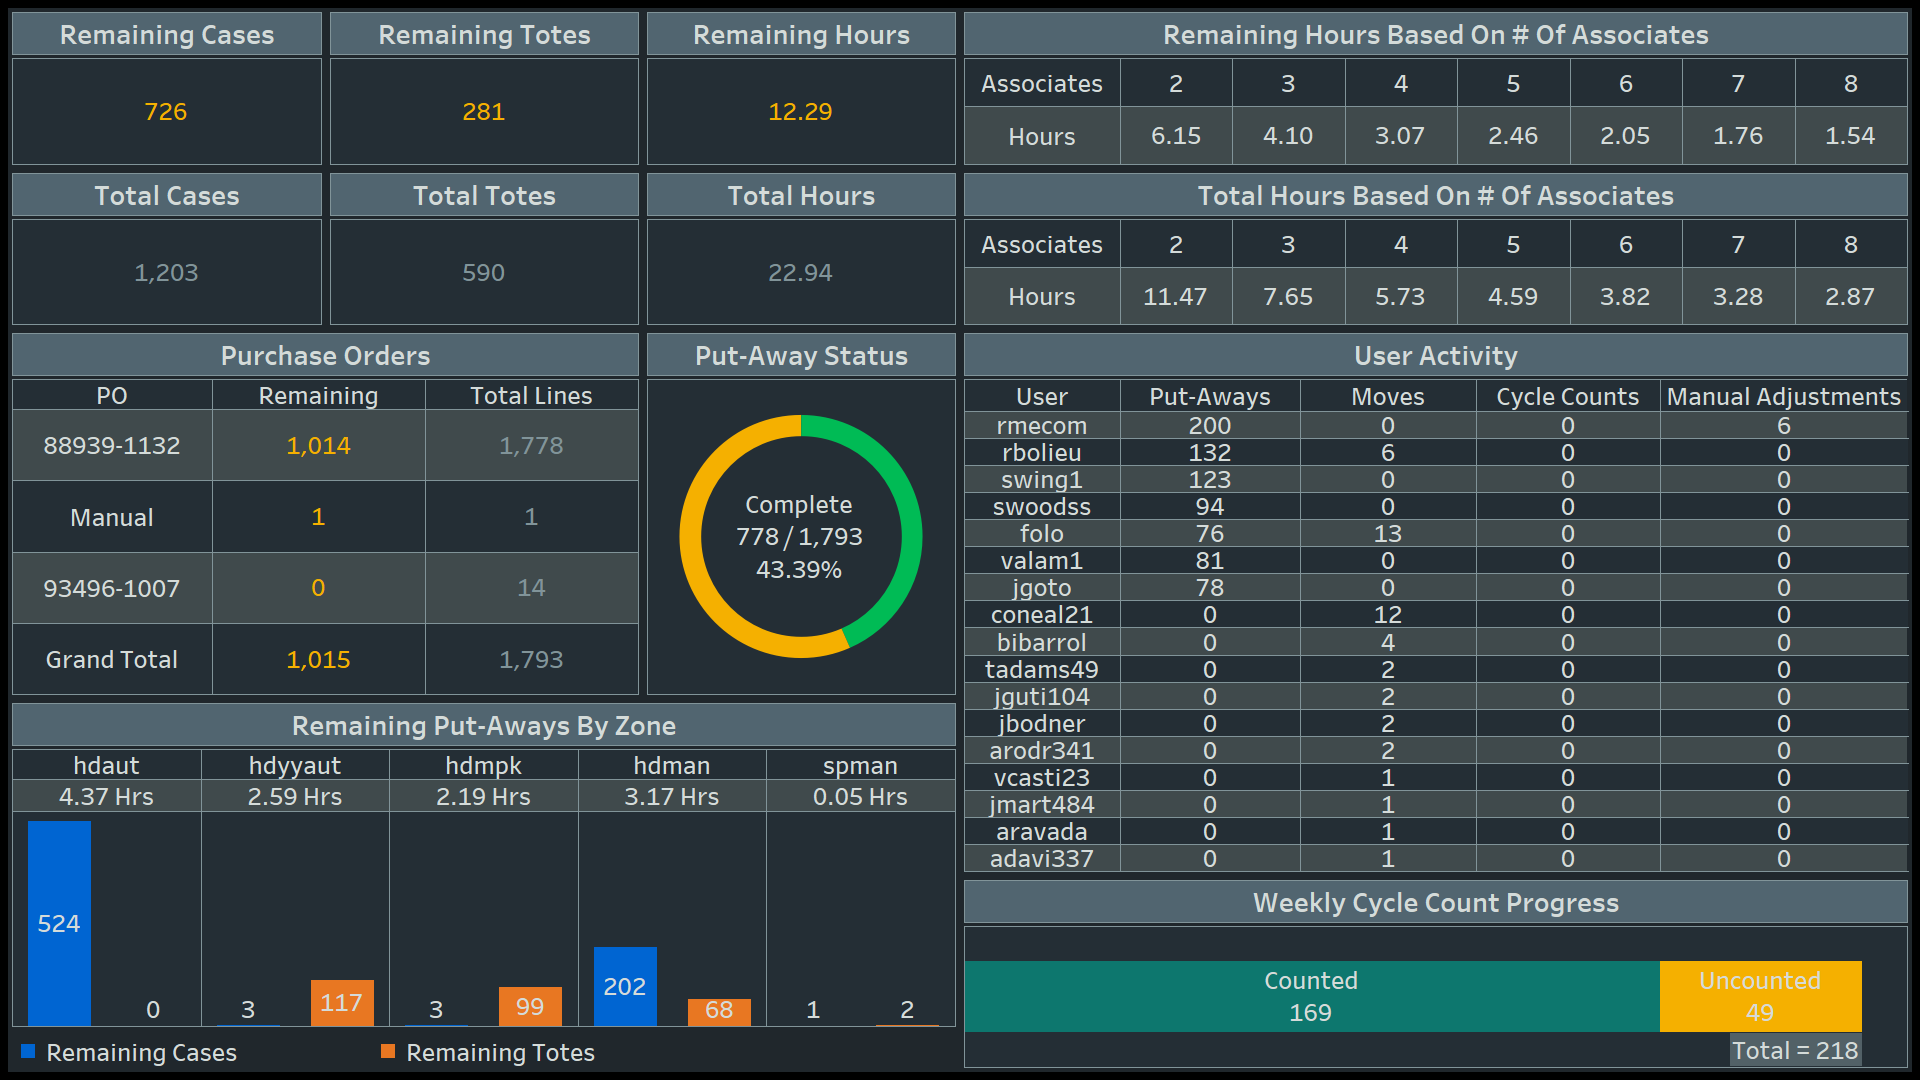 Remaining Cases
Remaining Totes
Remaining Hours
Remaining Hours Based On # Of Associates
726
281
12.29
Associates 2 3 4 5 6 7 8
Hours 6.15 4.10 3.07 2.46 2.05 1.76 1.54
Total Cases
Total Totes
Total Hours
Total Hours Based On # Of Associates
1,203
590
22.94
Associates 2 3 4 5 6 7 8
Hours 11.47 7.65 5.73 4.59 3.82 3.28 2.87
Purchase Orders
PO Remaining Total Lines
88939-1132 1,014 1,778
Manual 1 1
93496-1007 0 14
Grand Total 1,015 1,793
Put-Away Status
Complete
778 / 1,793
43.39%
User Activity
User Put-Aways Moves Cycle Counts Manual Adjustments
rmecom 200 0 0 6
rbolieu 132 6 0 0
swing1 123 0 0 0
swoodss 94 0 0 0
folo 76 13 0 0
valam1 81 0 0 0
jgoto 78 0 0 0
coneal21 0 12 0 0
bibarrol 0 4 0 0
tadams49 0 2 0 0
jguti104 0 2 0 0
jbodner 0 2 0 0
arodr341 0 2 0 0
vcasti23 0 1 0 0
jmart484 0 1 0 0
aravada 0 1 0 0
adavi337 0 1 0 0
Remaining Put-Aways By Zone
hdaut hdyyaut hdmpk hdman spman
4.37 Hrs 2.59 Hrs 2.19 Hrs 3.17 Hrs 0.05 Hrs
524 0 3 117 3 99 202 68 1 2
Remaining Cases Remaining Totes
Weekly Cycle Count Progress
Counted Uncounted
169 49
Total = 218